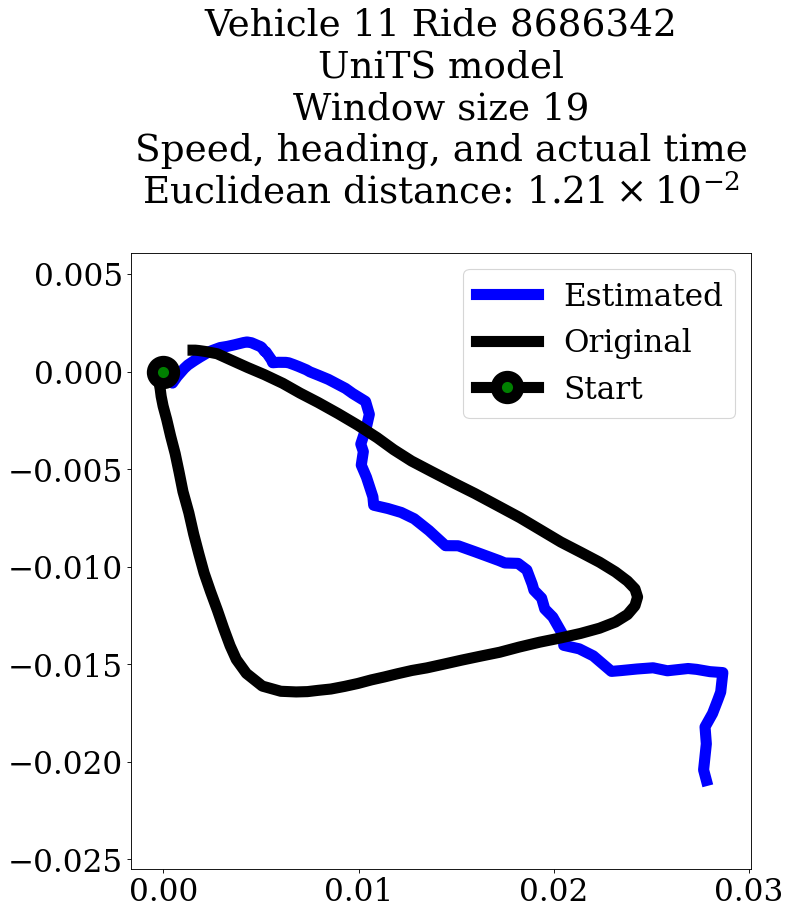 Vehicle 11 Ride 8686342
UniTS model
Window size 19
Speed, heading, and actual time
Euclidean distance: 1.21 × 10⁻²
Estimated
Original
Start
0.005
0.000
−0.005
−0.010
−0.015
−0.020
−0.025
0.00 0.01 0.02 0.03